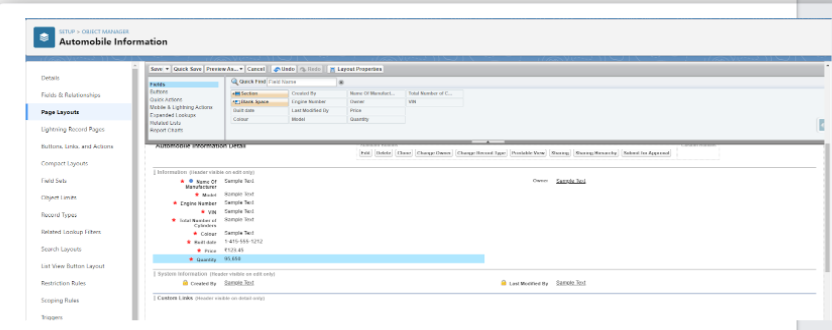 SETUP > OBJECT MANAGER
Automobile Information
Details
Fields & Relationships
Page Layouts
Lightning Record Pages
Buttons, Links, and Actions
Compact Layouts
Field Sets
Object Limits
Record Types
Related Lookup Filters
Search Layouts
List View Button Layout
Restriction Rules
Scoping Rules
Triggers
Save Quick Save Preview As... Cancel Undo Redo Layout Properties
Fields
Buttons
Quick Actions
Mobile & Lightning Actions
Expanded Lookups
Related Lists
Report Charts
Quick Find Field Name
Section Created By Name Of Manufact... Total Number of C...
Blank Space Engine Number Owner VIN
Built date Last Modified By Price
Colour Model Quantity
Automobile Information Detail
Edit Delete Clone Change Owner Change Record Type Printable View Sharing Sharing Hierarchy Submit for Approval
Information (Header visible on edit only)
Name Of Manufacturer Sample Text Owner Sample Text
Model Sample Text
Engine Number Sample Text
VIN Sample Text
Total Number of Cylinders Sample Text
Colour Sample Text
Built date 1-415-555-1212
Price
Quantity
System Information (Header visible on edit only)
Created By Sample Text Last Modified By Sample Text
Custom Links (Header visible on detail only)